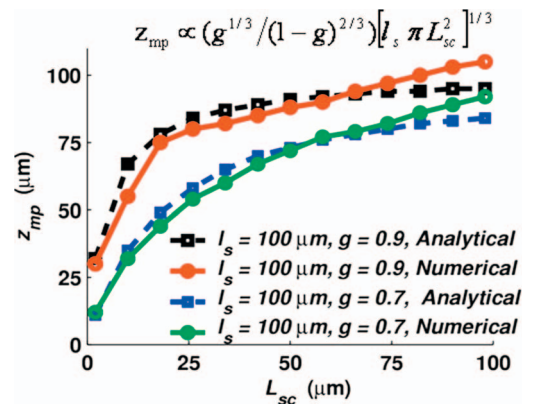 z_mp ∝ (g^1/3/(1 − g)^2/3)[l_s π L_sc^2]^1/3
100
75
50
25
0
z_mp (μm)
l_s = 100 μm, g = 0.9, Analytical
l_s = 100 μm, g = 0.9, Numerical
l_s = 100 μm, g = 0.7, Analytical
l_s = 100 μm, g = 0.7, Numerical
0 25 50 75 100
L_sc (μm)